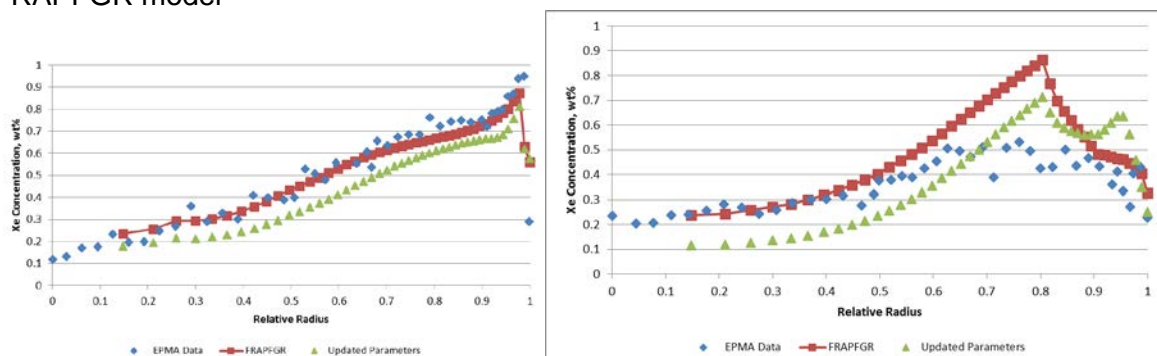 RAPFGR model
Xe Concentration, wt%
1
0.9
0.8
0.7
0.6
0.5
0.4
0.3
0.2
0.1
0
0 0.1 0.2 0.3 0.4 0.5 0.6 0.7 0.8 0.9 1
Relative Radius
EPMA Data FRAPFGR Updated Parameters
Xe Concentration, wt%
1
0.9
0.8
0.7
0.6
0.5
0.4
0.3
0.2
0.1
0
0 0.1 0.2 0.3 0.4 0.5 0.6 0.7 0.8 0.9 1
Relative Radius
EPMA Data FRAPFGR Updated Parameters